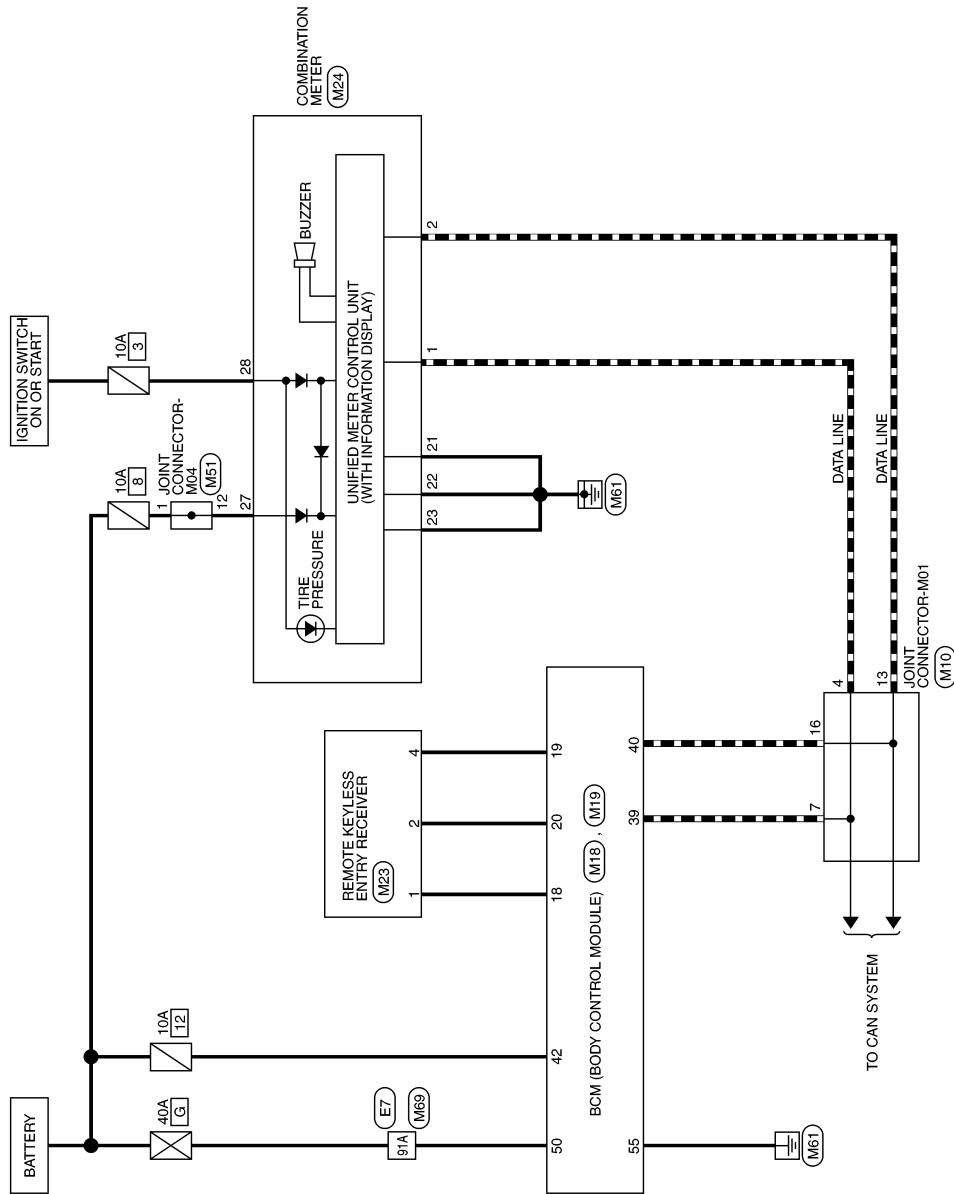 BATTERY
40A
G
E7
91A
M69
50
10A
12
42
IGNITION SWITCH
ON OR START
10A
8
1
JOINT
CONNECTOR-
M04
M51
12
27
10A
3
28
COMBINATION
METER
M24
TIRE
PRESSURE
BUZZER
UNIFIED METER CONTROL UNIT
(WITH INFORMATION DISPLAY)
23
22
21
1
2
M61
REMOTE KEYLESS
ENTRY RECEIVER
M23
1
2
4
18
20
19
BCM (BODY CONTROL MODULE)
M18
,
M19
55
39
40
M61
DATA LINE
DATA LINE
7
16
4
13
JOINT
CONNECTOR-M01
M10
TO CAN SYSTEM